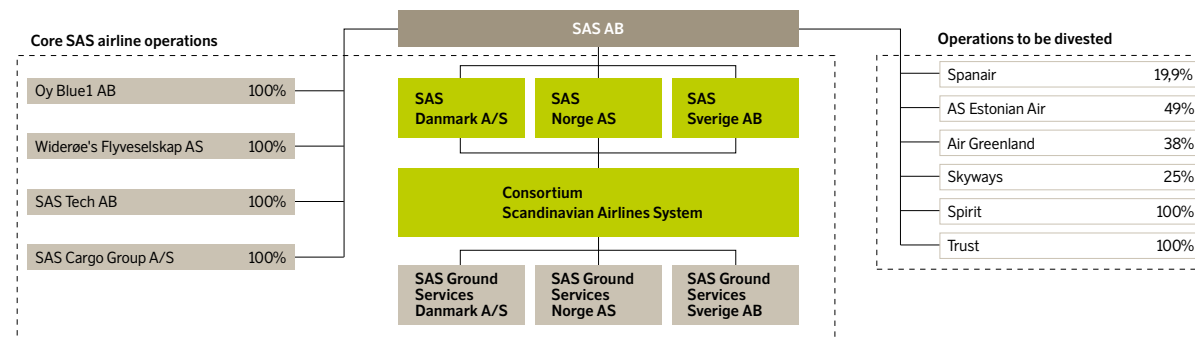 SAS AB
Core SAS airline operations
Oy Blue1 AB 100%
Widerøe's Flyveselskap AS 100%
SAS Tech AB 100%
SAS Cargo Group A/S 100%
SAS
Danmark A/S
SAS
Norge AS
SAS
Sverige AB
Consortium
Scandinavian Airlines System
SAS Ground
Services
Danmark A/S
SAS Ground
Services
Norge AS
SAS Ground
Services
Sverige AB
Operations to be divested
Spanair 19,9%
AS Estonian Air 49%
Air Greenland 38%
Skyways 25%
Spirit 100%
Trust 100%